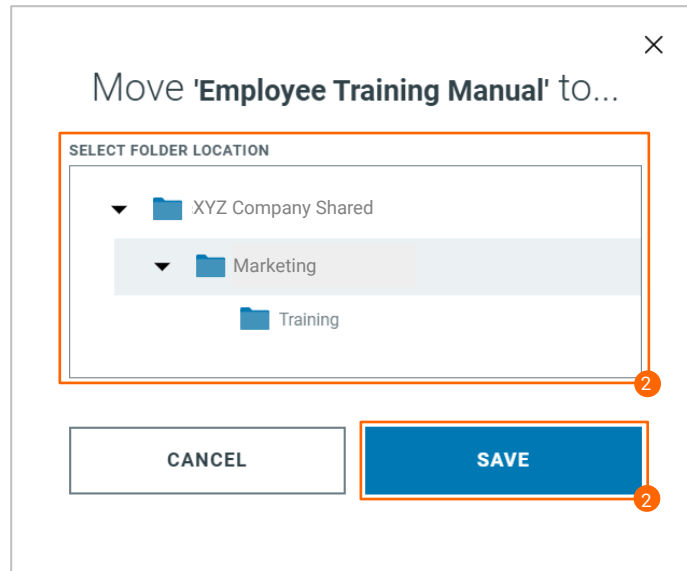 Move 'Employee Training Manual' to...
SELECT FOLDER LOCATION
XYZ Company Shared
Marketing
Training
2
CANCEL
SAVE
2